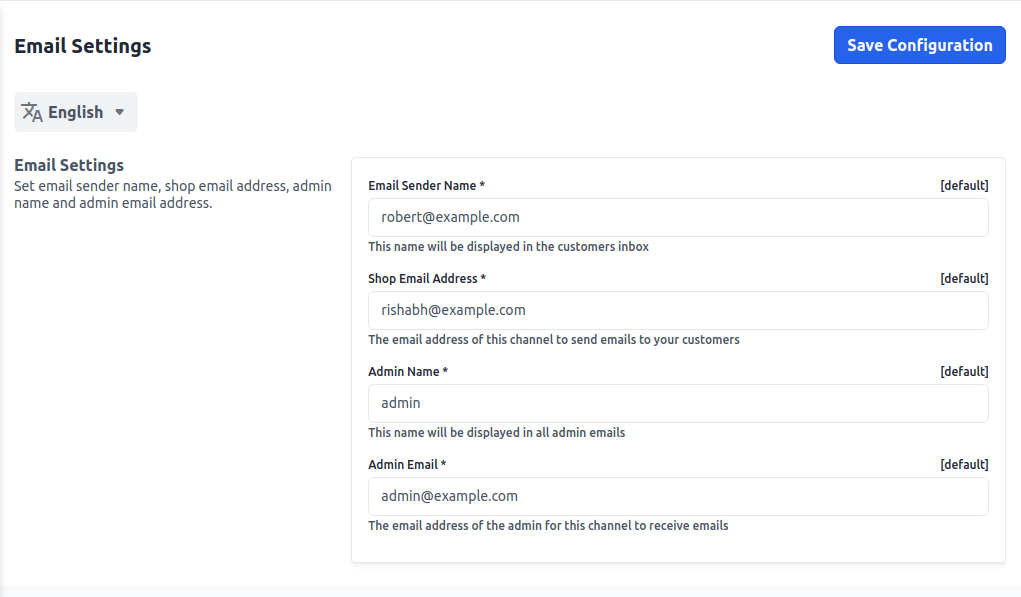 Email Settings
Save Configuration
English
Email Settings
Set email sender name, shop email address, admin
name and admin email address.
Email Sender Name *
[default]
robert@example.com
This name will be displayed in the customers inbox
Shop Email Address *
[default]
rishabh@example.com
The email address of this channel to send emails to your customers
Admin Name *
[default]
admin
This name will be displayed in all admin emails
Admin Email *
[default]
admin@example.com
The email address of the admin for this channel to receive emails